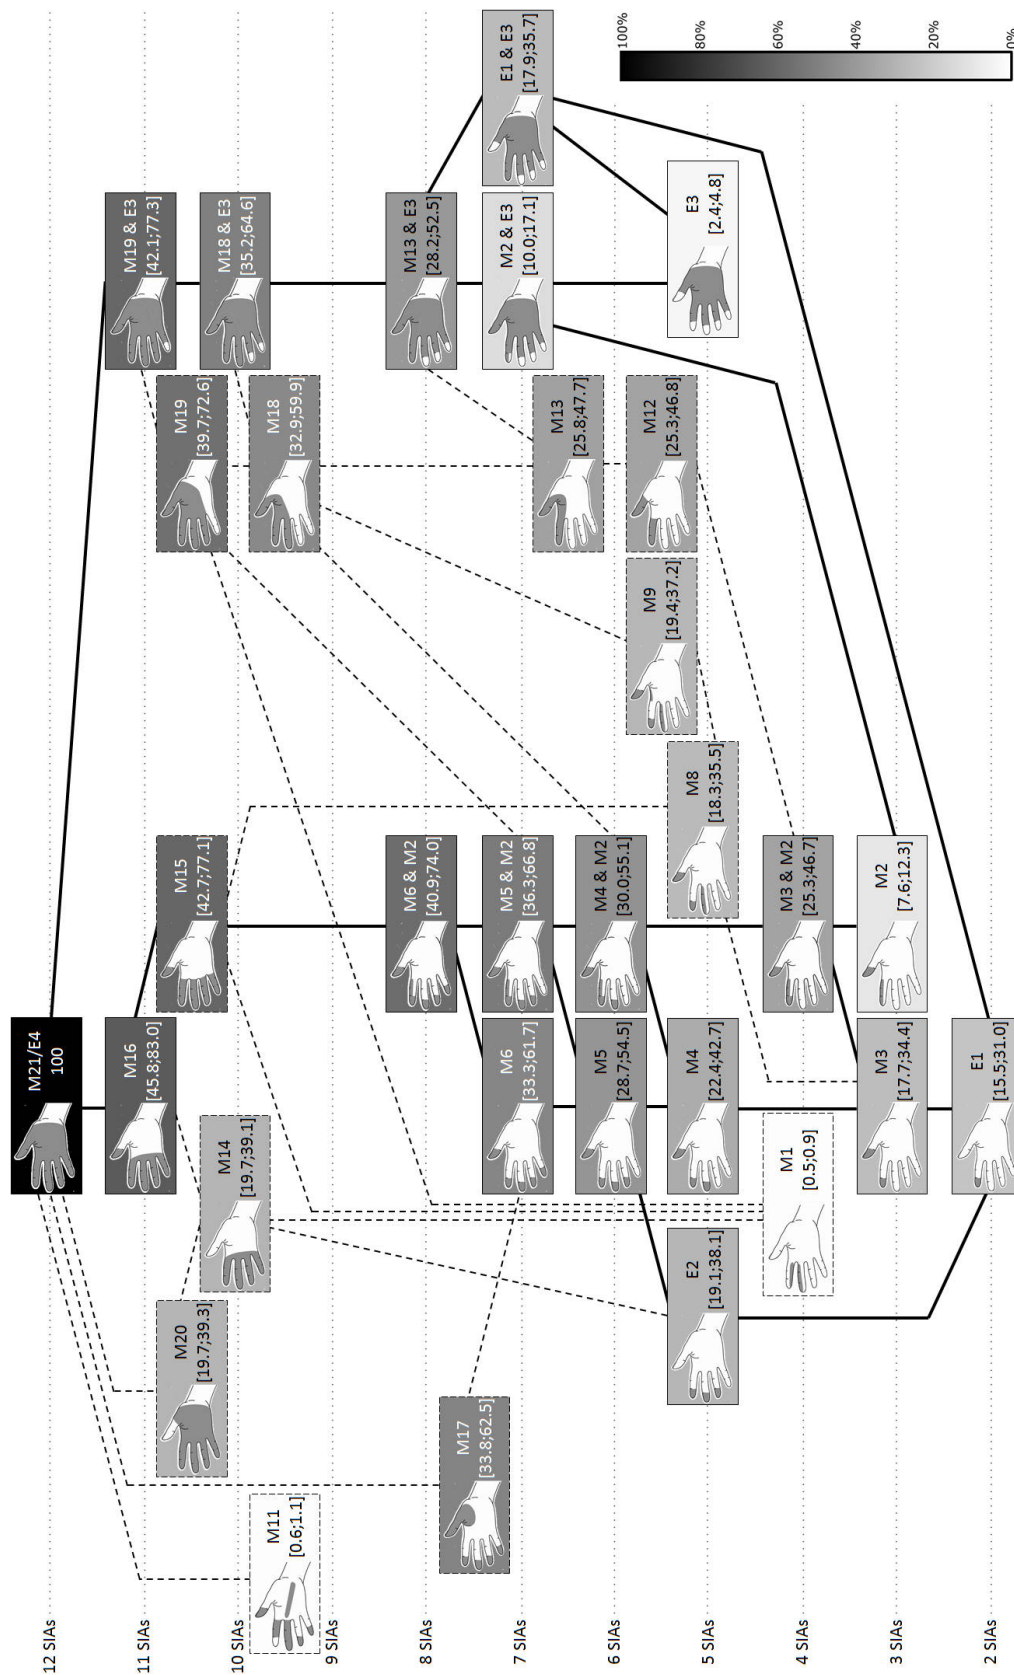 12 SIAs
11 SIAs
10 SIAs
9 SIAs
8 SIAs
7 SIAs
6 SIAs
5 SIAs
4 SIAs
3 SIAs
2 SIAs
M21/E4
100
M16
[45.8;83.0]
M15
[42.7;77.1]
M19 & E3
[42.1;77.3]
M20
[19.7;39.3]
M19
[39.7;72.6]
M14
[19.7;39.1]
M18 & E3
[35.2;64.6]
M11
[0.6;1.1]
M18
[32.9;59.9]
M6 & M2
[40.9;74.0]
M13 & E3
[28.2;52.5]
M17
[33.8;62.5]
M6
[33.3;61.7]
M5 & M2
[36.3;66.8]
M2 & E3
[10.0;17.1]
E1 & E3
[17.9;35.7]
M13
[25.8;47.7]
M5
[28.7;54.5]
M4 & M2
[30.0;55.1]
M9
[19.4;37.2]
M12
[25.3;46.8]
E2
[19.1;38.1]
M4
[22.4;42.7]
M8
[18.3;35.5]
E3
[2.4;4.8]
M1
[0.5;0.9]
M3 & M2
[25.3;46.7]
M3
[17.7;34.4]
M2
[7.6;12.3]
E1
[15.5;31.0]
100%
80%
60%
40%
20%
0%